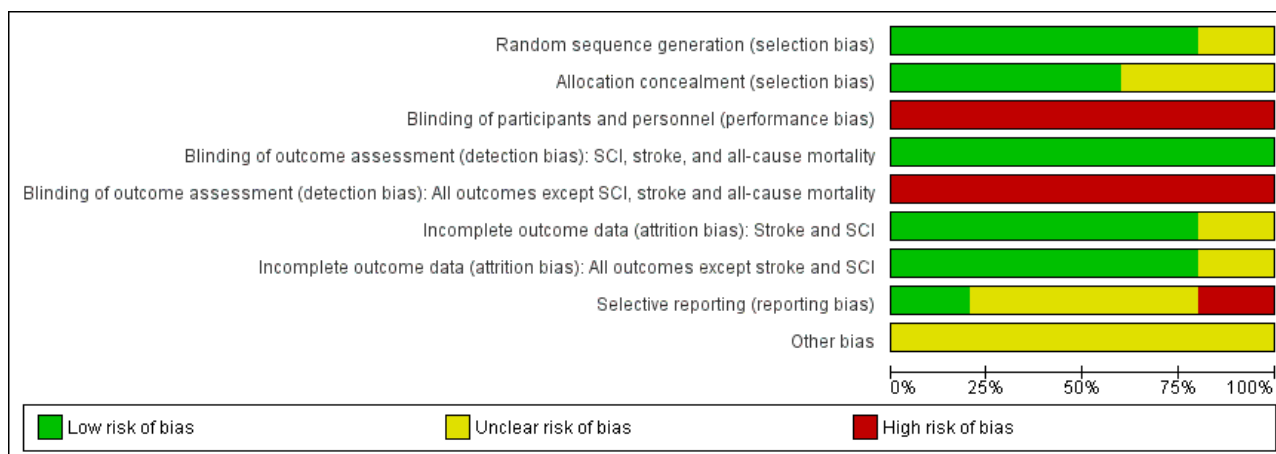 Random sequence generation (selection bias)
Allocation concealment (selection bias)
Blinding of participants and personnel (performance bias)
Blinding of outcome assessment (detection bias): SCI, stroke, and all-cause mortality
Blinding of outcome assessment (detection bias): All outcomes except SCI, stroke and all-cause mortality
Incomplete outcome data (attrition bias): Stroke and SCI
Incomplete outcome data (attrition bias): All outcomes except stroke and SCI
Selective reporting (reporting bias)
Other bias
0% 25% 50% 75% 100%
Low risk of bias Unclear risk of bias High risk of bias